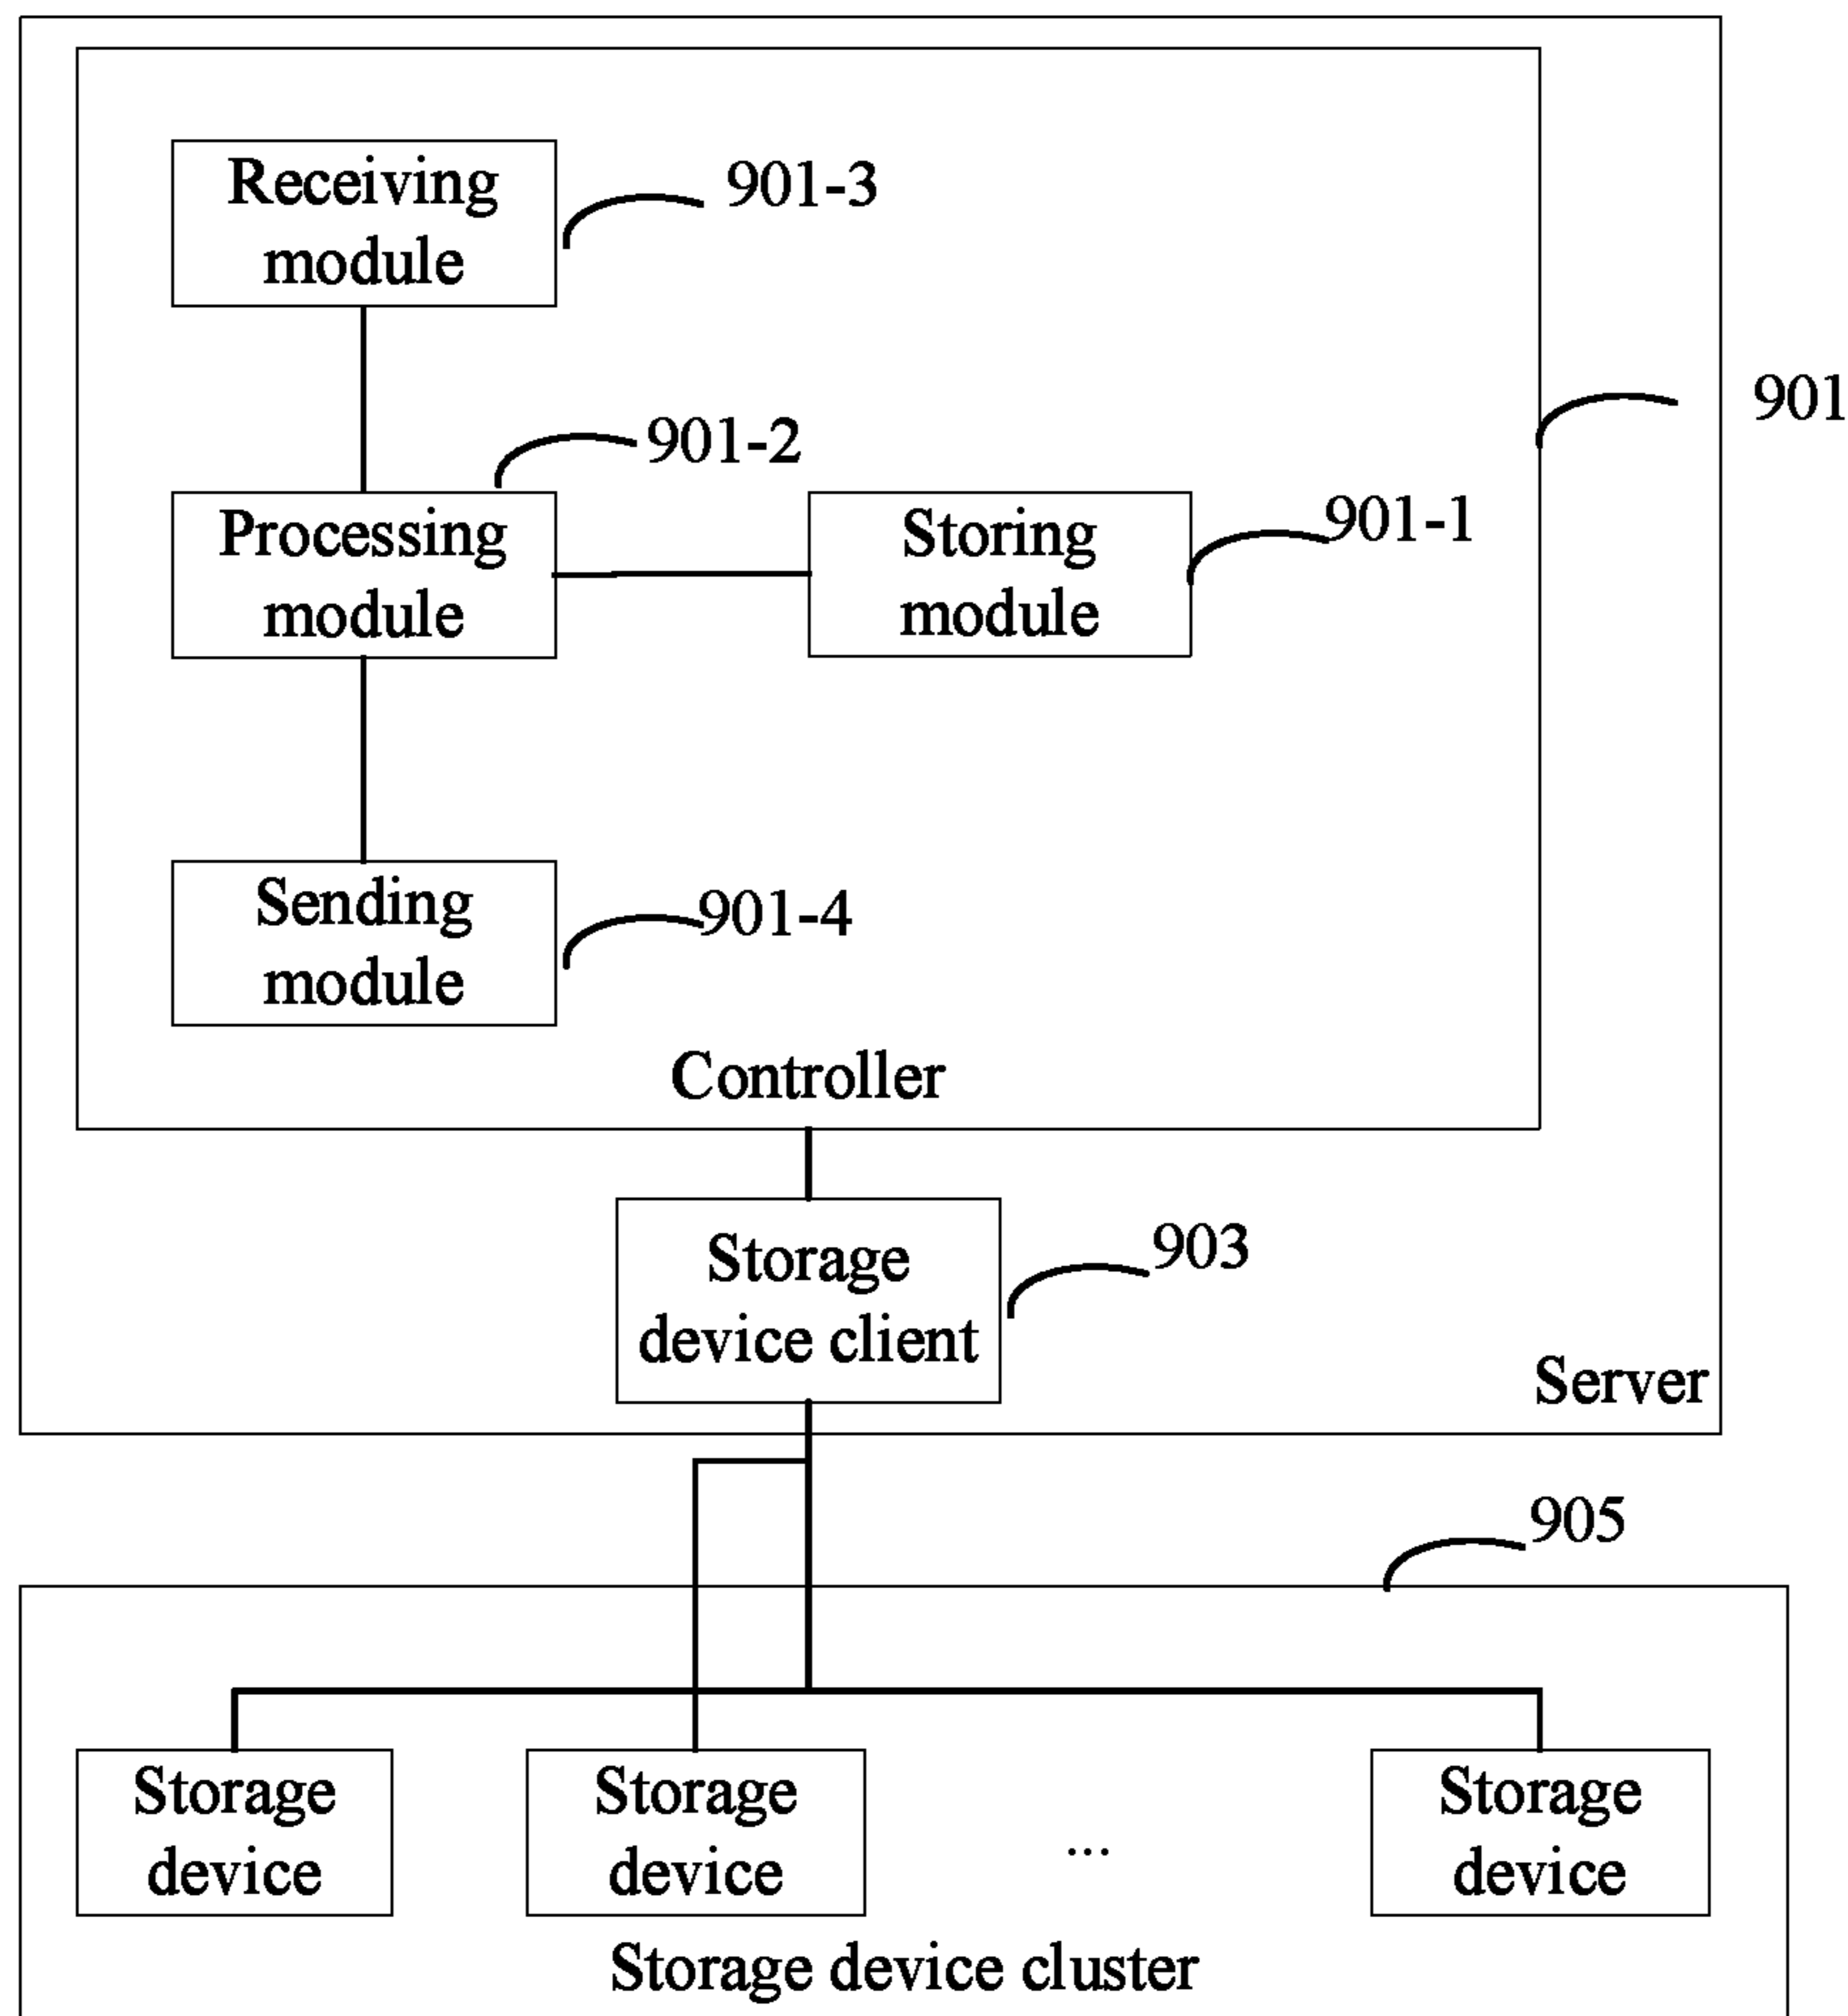 Receiving
module
901-3
901
901-2
Processing
module
Storing
module
901-1
Sending
module
901-4
Controller
Storage
device client
903
Server
905
Storage
device
Storage
device
...
Storage
device
Storage device cluster